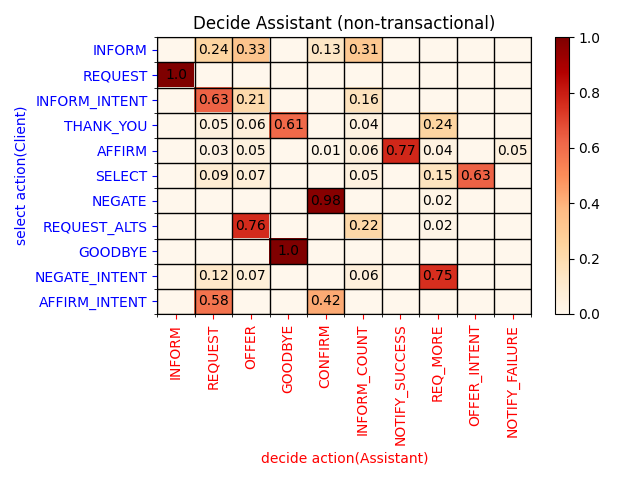 Decide Assistant (non-transactional)
select action(Client)
INFORM 0.24 0.33 0.13 0.31
REQUEST 1.0
INFORM_INTENT 0.63 0.21 0.16
THANK_YOU 0.05 0.06 0.61 0.04 0.24
AFFIRM 0.03 0.05 0.01 0.06 0.77 0.04 0.05
SELECT 0.09 0.07 0.05 0.15 0.63
NEGATE 0.98 0.02
REQUEST_ALTS 0.76 0.22 0.02
GOODBYE 1.0
NEGATE_INTENT 0.12 0.07 0.06 0.75
AFFIRM_INTENT 0.58 0.42
INFORM
REQUEST
OFFER
GOODBYE
CONFIRM
INFORM_COUNT
NOTIFY_SUCCESS
REQ_MORE
OFFER_INTENT
NOTIFY_FAILURE
decide action(Assistant)
1.0
0.8
0.6
0.4
0.2
0.0